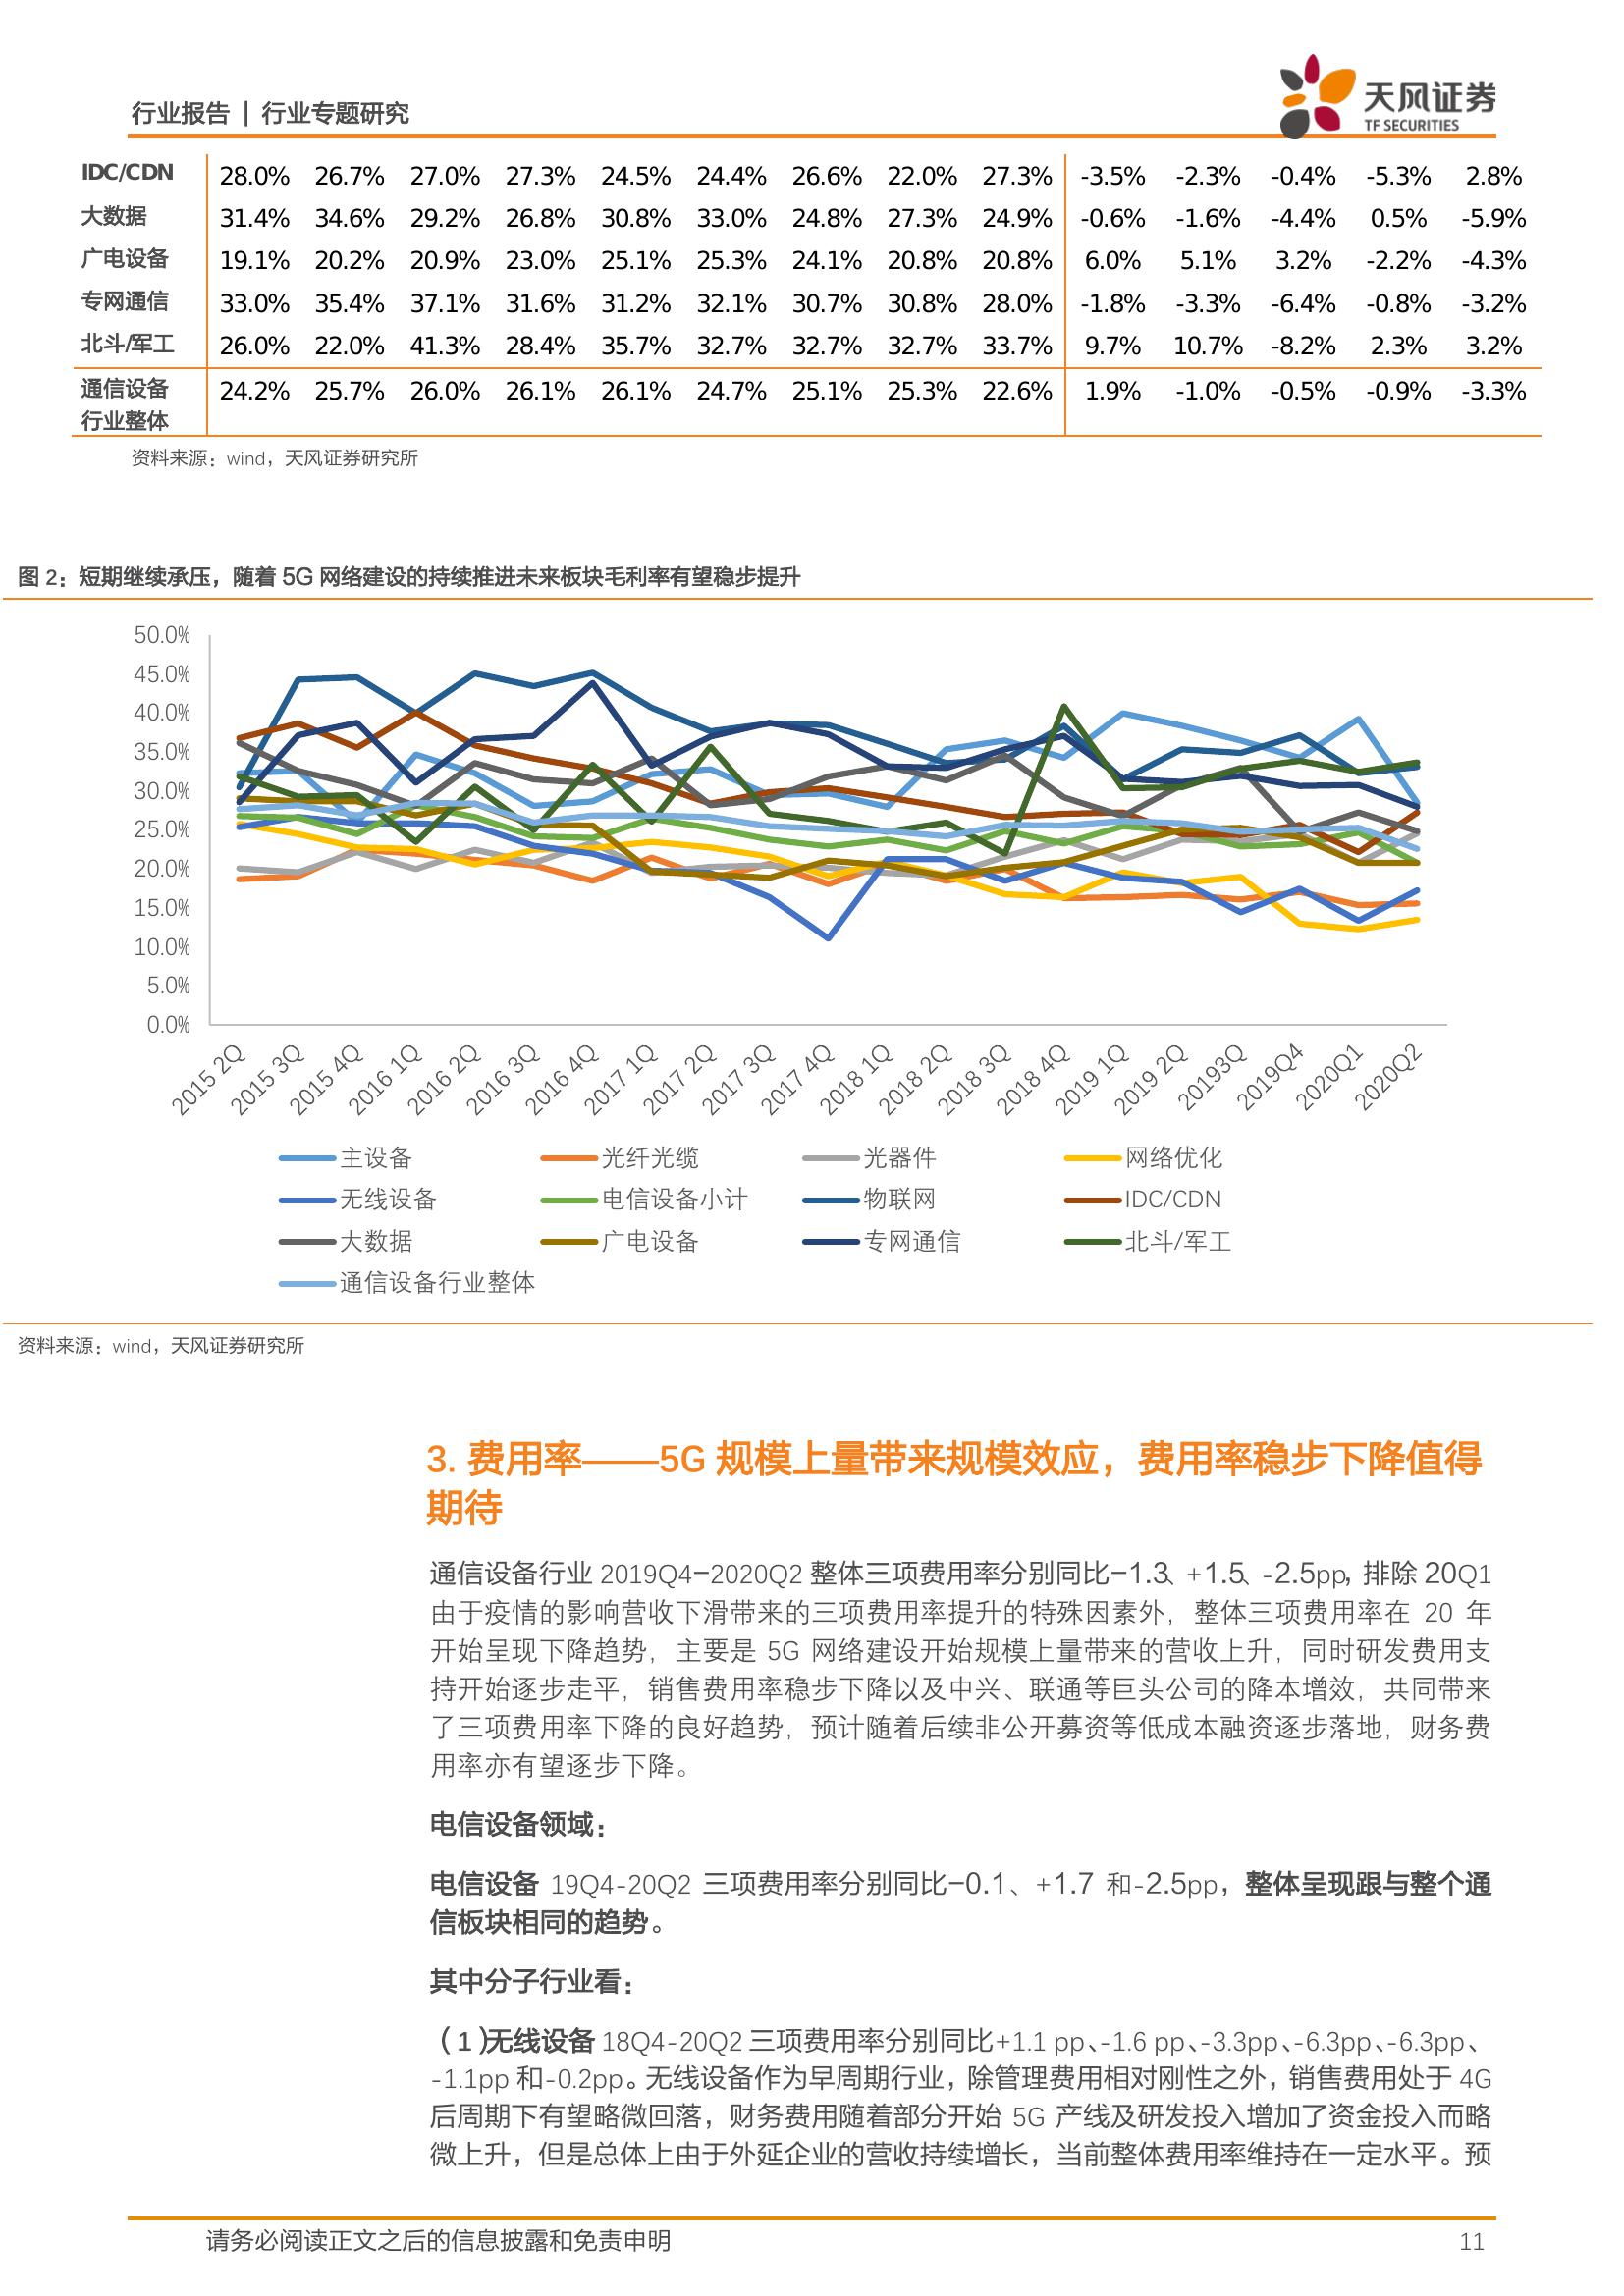 行业报告 | 行业专题研究
天风证券
TF SECURITIES
IDC/CDN 28.0% 26.7% 27.0% 27.3% 24.5% 24.4% 26.6% 22.0% 27.3% -3.5% -2.3% -0.4% -5.3% 2.8%
大数据 31.4% 34.6% 29.2% 26.8% 30.8% 33.0% 24.8% 27.3% 24.9% -0.6% -1.6% -4.4% 0.5% -5.9%
广电设备 19.1% 20.2% 20.9% 23.0% 25.1% 25.3% 24.1% 20.8% 20.8% 6.0% 5.1% 3.2% -2.2% -4.3%
专网通信 33.0% 35.4% 37.1% 31.6% 31.2% 32.1% 30.7% 30.8% 28.0% -1.8% -3.3% -6.4% -0.8% -3.2%
北斗/军工 26.0% 22.0% 41.3% 28.4% 35.7% 32.7% 32.7% 32.7% 33.7% 9.7% 10.7% -8.2% 2.3% 3.2%
通信设备 24.2% 25.7% 26.0% 26.1% 26.1% 24.7% 25.1% 25.3% 22.6% 1.9% -1.0% -0.5% -0.9% -3.3%
行业整体
资料来源：wind，天风证券研究所
图 2：短期继续承压，随着 5G 网络建设的持续推进未来板块毛利率有望稳步提升
50.0%
45.0%
40.0%
35.0%
30.0%
25.0%
20.0%
15.0%
10.0%
5.0%
0.0%
2015 2Q 2015 3Q 2015 4Q 2016 1Q 2016 2Q 2016 3Q 2016 4Q 2017 1Q 2017 2Q 2017 3Q 2017 4Q 2018 1Q 2018 2Q 2018 3Q 2018 4Q 2019 1Q 2019 2Q 20193Q 2019Q4 2020Q1 2020Q2
主设备 光纤光缆 光器件 网络优化
无线设备 电信设备小计 物联网 IDC/CDN
大数据 广电设备 专网通信 北斗/军工
通信设备行业整体
资料来源：wind，天风证券研究所
3. 费用率——5G 规模上量带来规模效应，费用率稳步下降值得
期待
通信设备行业 2019Q4-2020Q2 整体三项费用率分别同比-1.3、+1.5、-2.5pp，排除 20Q1
由于疫情的影响营收下滑带来的三项费用率提升的特殊因素外，整体三项费用率在 20 年
开始呈现下降趋势，主要是 5G 网络建设开始规模上量带来的营收上升，同时研发费用支
持开始逐步走平，销售费用率稳步下降以及中兴、联通等巨头公司的降本增效，共同带来
了三项费用率下降的良好趋势，预计随着后续非公开募资等低成本融资逐步落地，财务费
用率亦有望逐步下降。
电信设备领域：
电信设备 19Q4-20Q2 三项费用率分别同比-0.1、+1.7 和-2.5pp，整体呈现跟与整个通
信板块相同的趋势。
其中分子行业看：
（1）无线设备 18Q4-20Q2 三项费用率分别同比+1.1 pp、-1.6 pp、-3.3pp、-6.3pp、-6.3pp、
-1.1pp 和-0.2pp。无线设备作为早周期行业，除管理费用相对刚性之外，销售费用处于 4G
后周期下有望略微回落，财务费用随着部分开始 5G 产线及研发投入增加了资金投入而略
微上升，但是总体上由于外延企业的营收持续增长，当前整体费用率维持在一定水平。预
请务必阅读正文之后的信息披露和免责申明 11